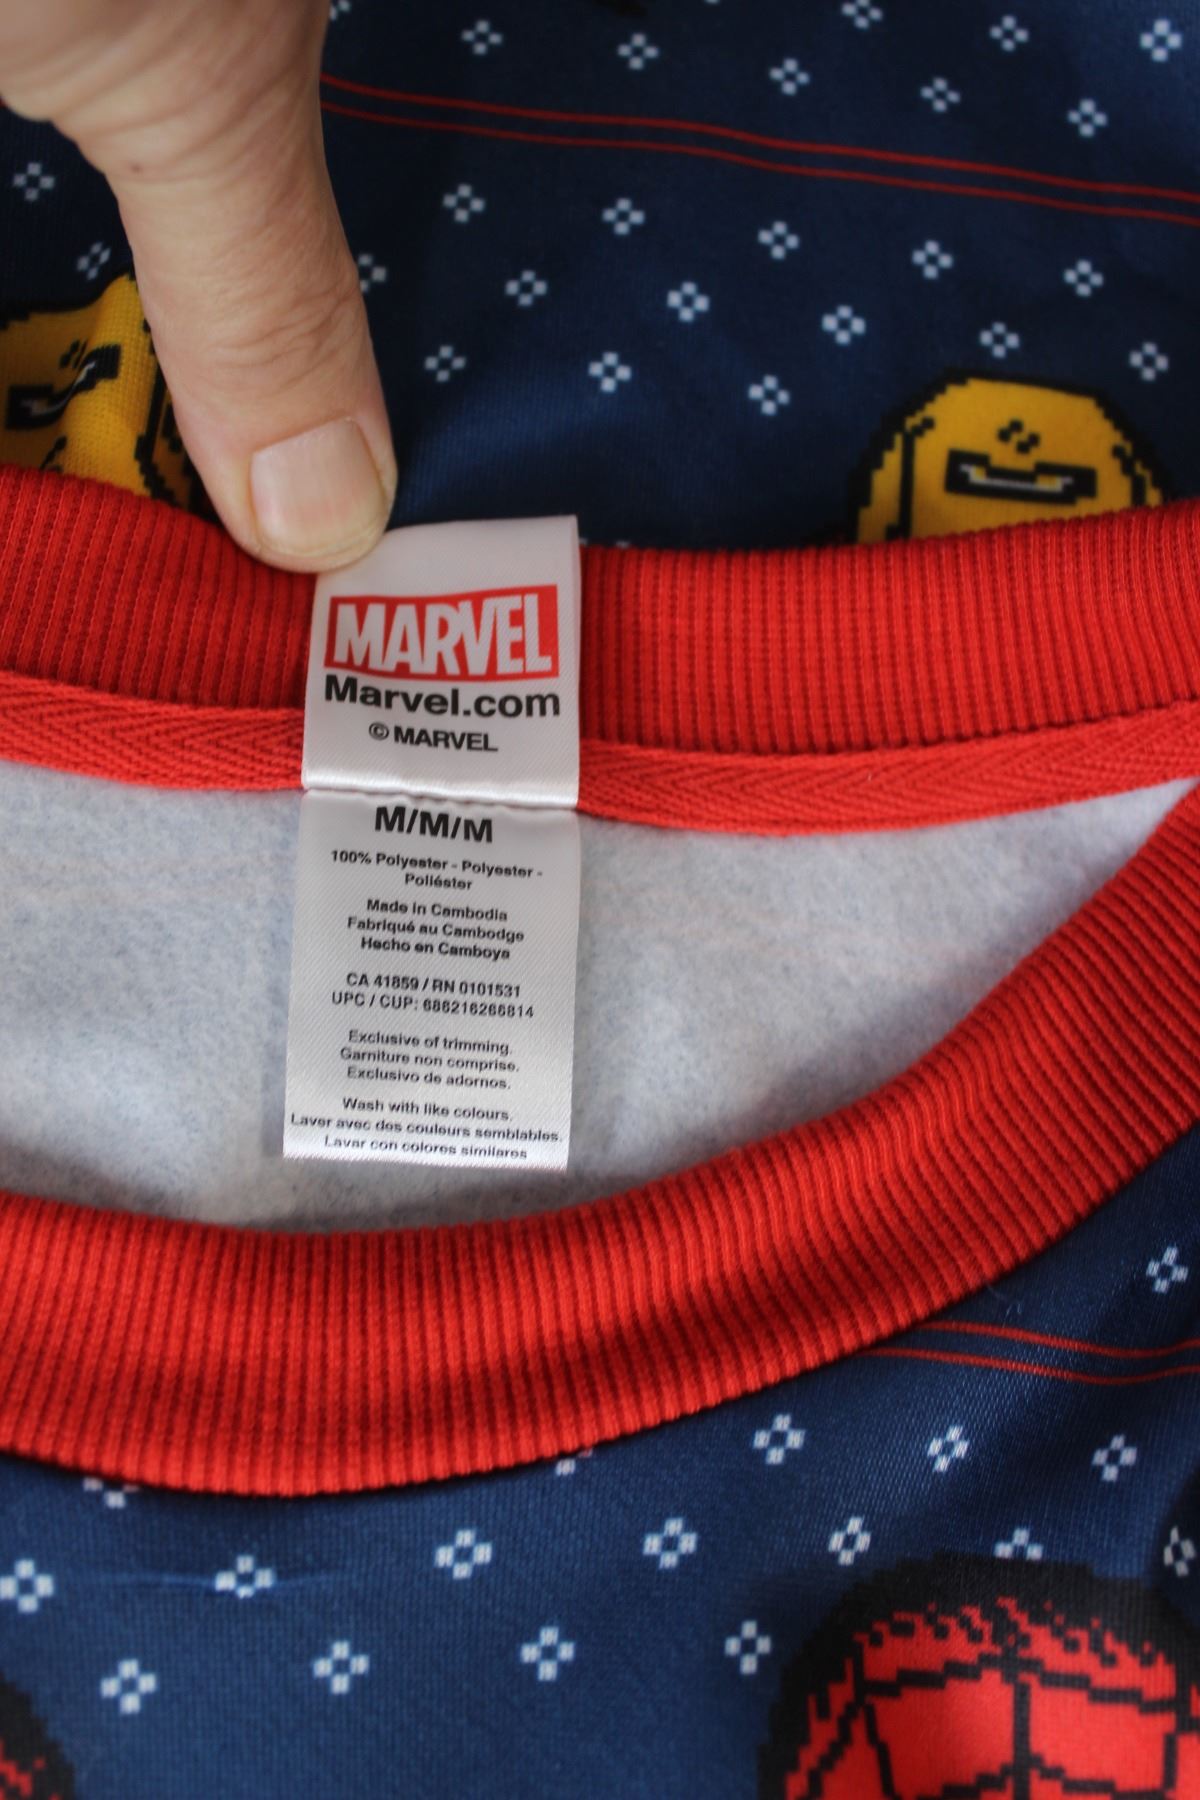 MARVEL
Marvel.com
© MARVEL
M/M/M
100% Polyester - Polyester -
Poliéster
Made in Cambodia
Fabriqué au Cambodge
Hecho en Camboya
CA 41859 / RN 0101531
UPC / CUP: 686216266814
Exclusive of trimming.
Garniture non comprise.
Exclusivo de adornos.
Wash with like colours.
Laver avec des couleurs semblables.
Lavar con colores similares